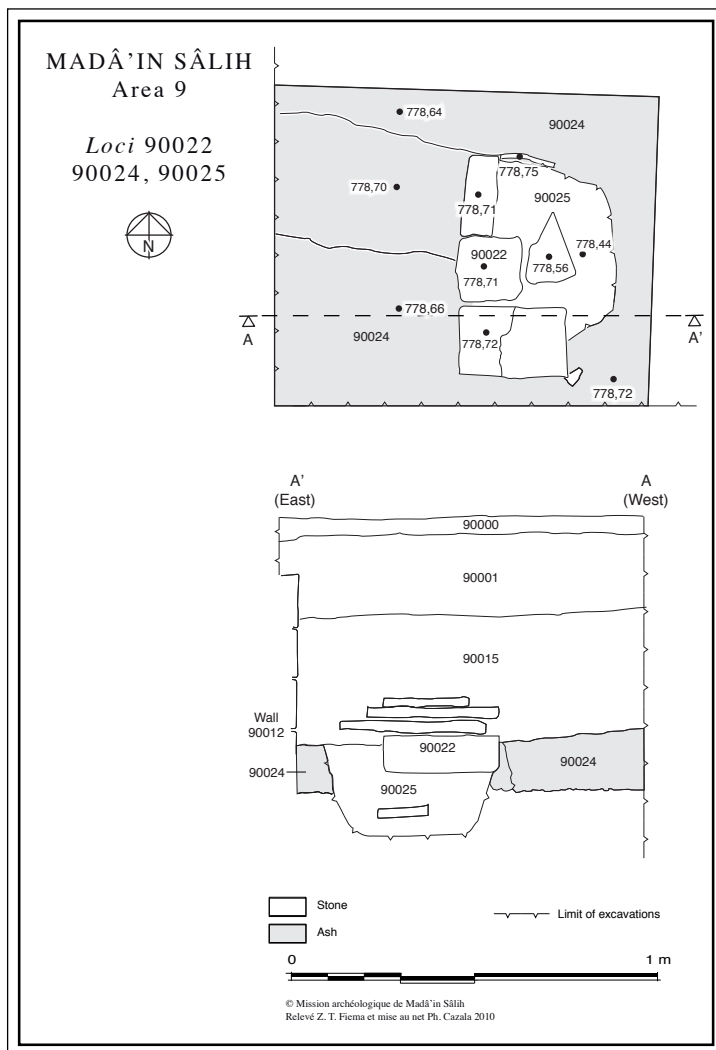 MADÂ’IN SÂLIH
Area 9
Loci 90022
90024, 90025
N
778,64
90024
778,75
778,70
90025
778,71
90022
778,44
778,56
778,71
778,66
A
A'
90024
778,72
778,72
A'
(East)
A
(West)
90000
90001
90015
Wall
90012
90022
90024
90024
90025
Stone
Limit of excavations
Ash
0
1 m
© Mission archéologique de Madâ’in Sâlih
Relevé Z. T. Fiema et mise au net Ph. Cazala 2010